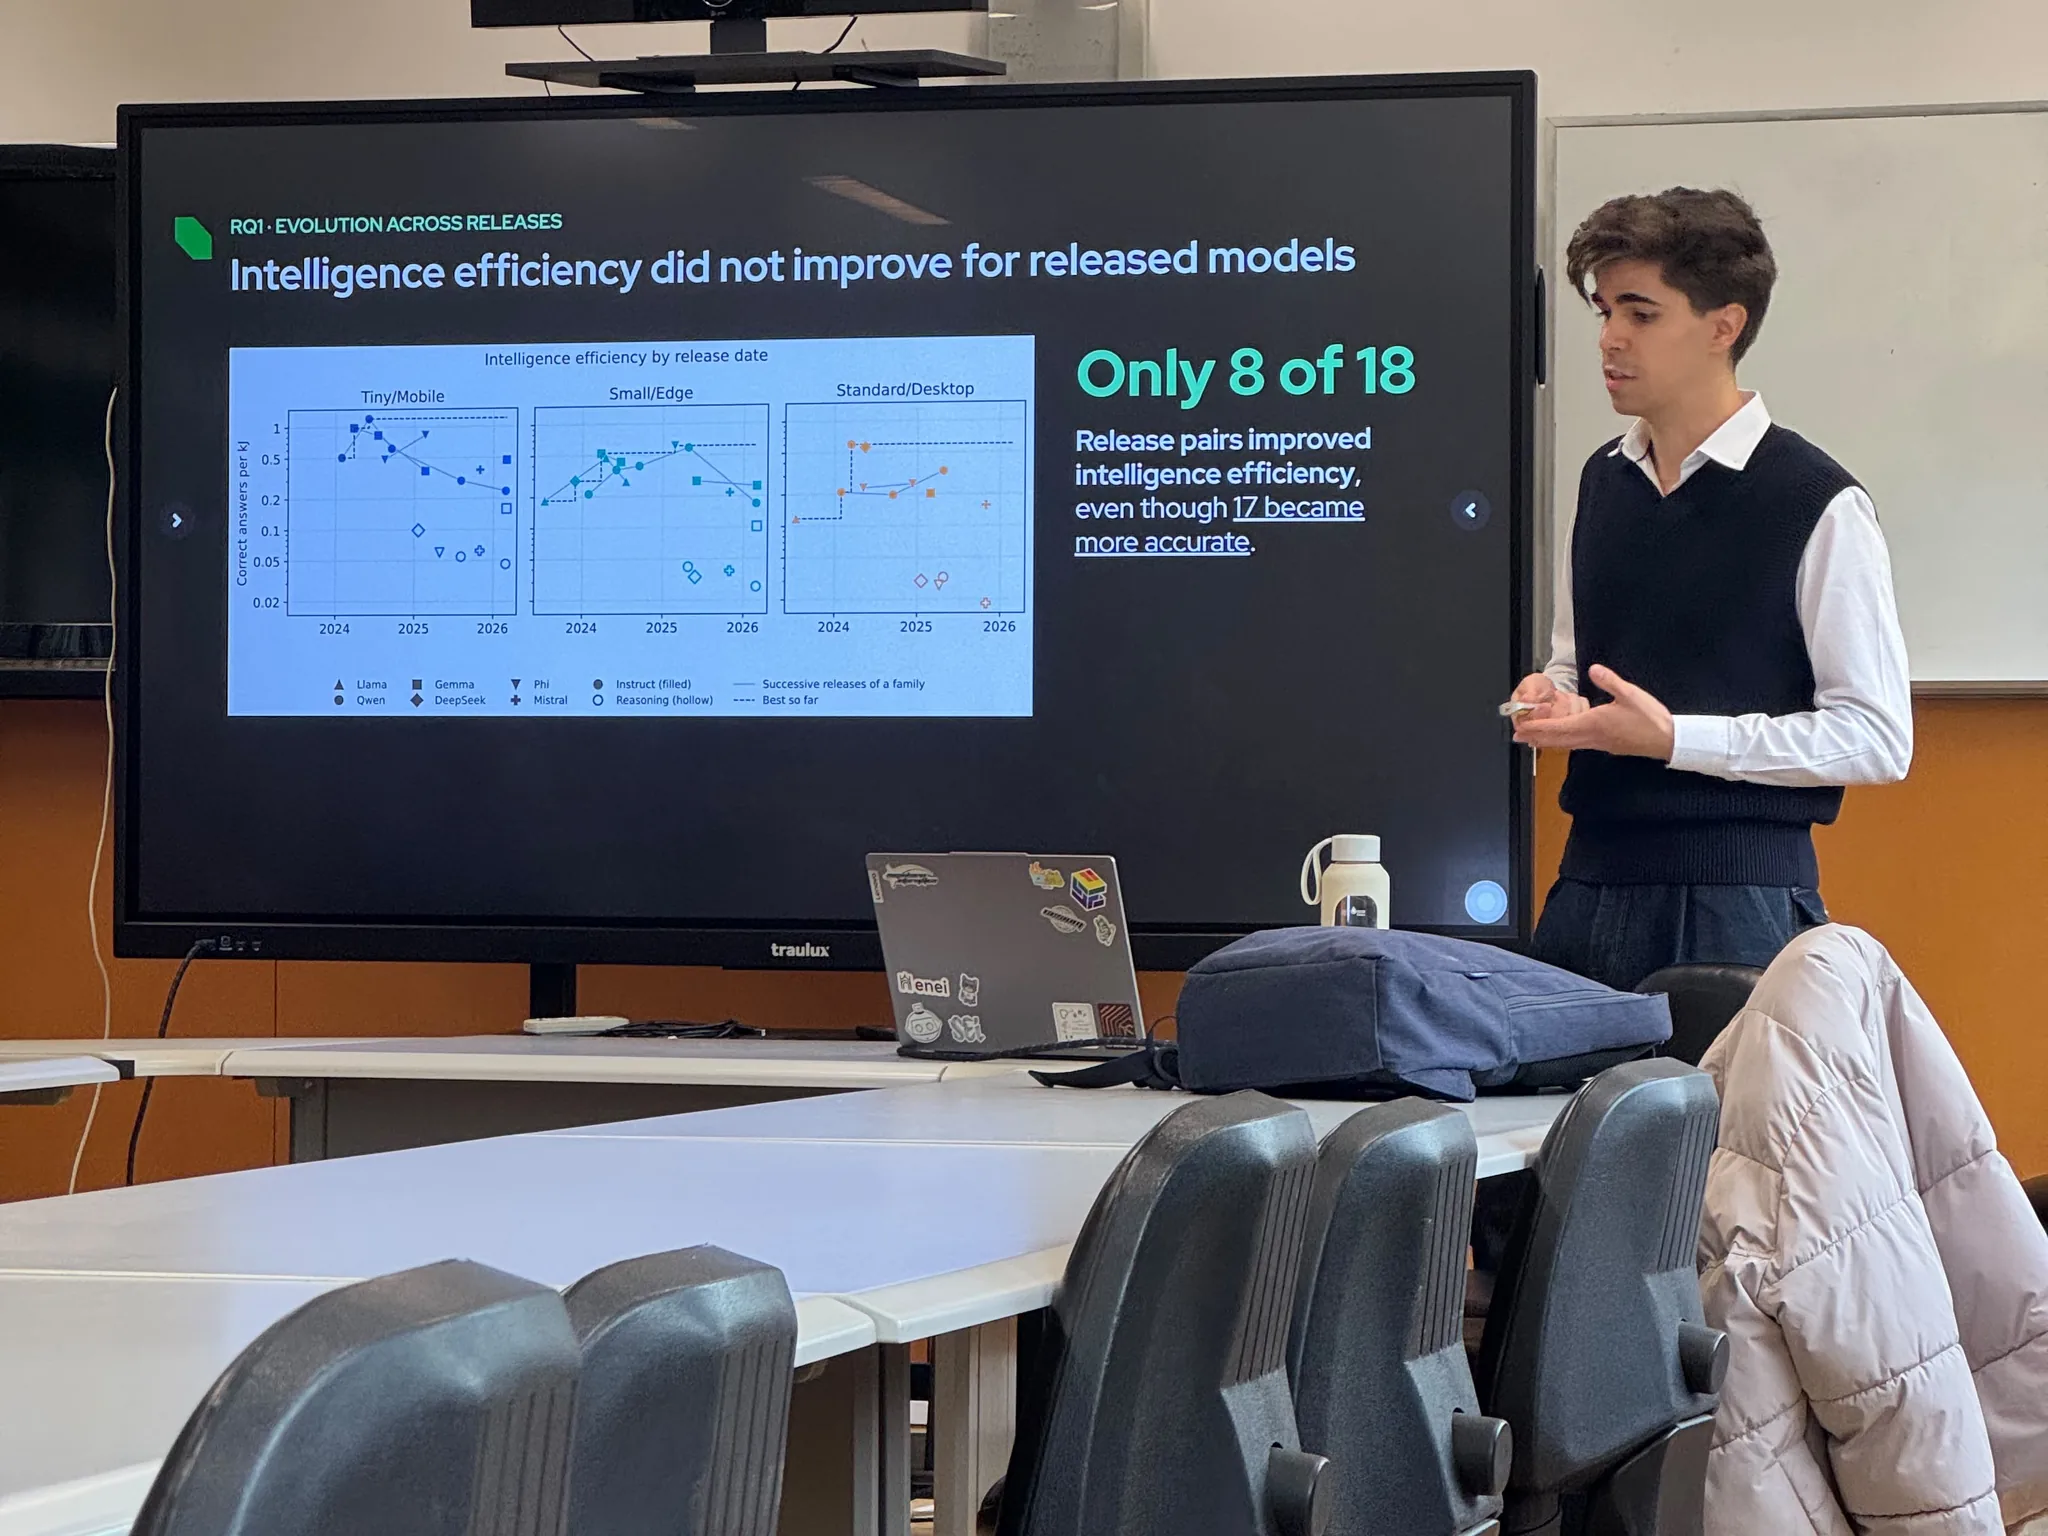 RQ1 · EVOLUTION ACROSS RELEASES
Intelligence efficiency did not improve for released models
Intelligence efficiency by release date
Tiny/Mobile
Small/Edge
Standard/Desktop
Correct answers per kJ
1
0.5
0.2
0.1
0.05
0.02
2024 2025 2026
2024 2025 2026
2024 2025 2026
Llama Gemma Phi Instruct (filled) Successive releases of a family
Qwen DeepSeek Mistral Reasoning (hollow) Best so far
Only 8 of 18
Release pairs improved
intelligence efficiency,
even though 17 became
more accurate.
traulux
Lenovo
enei
SEI